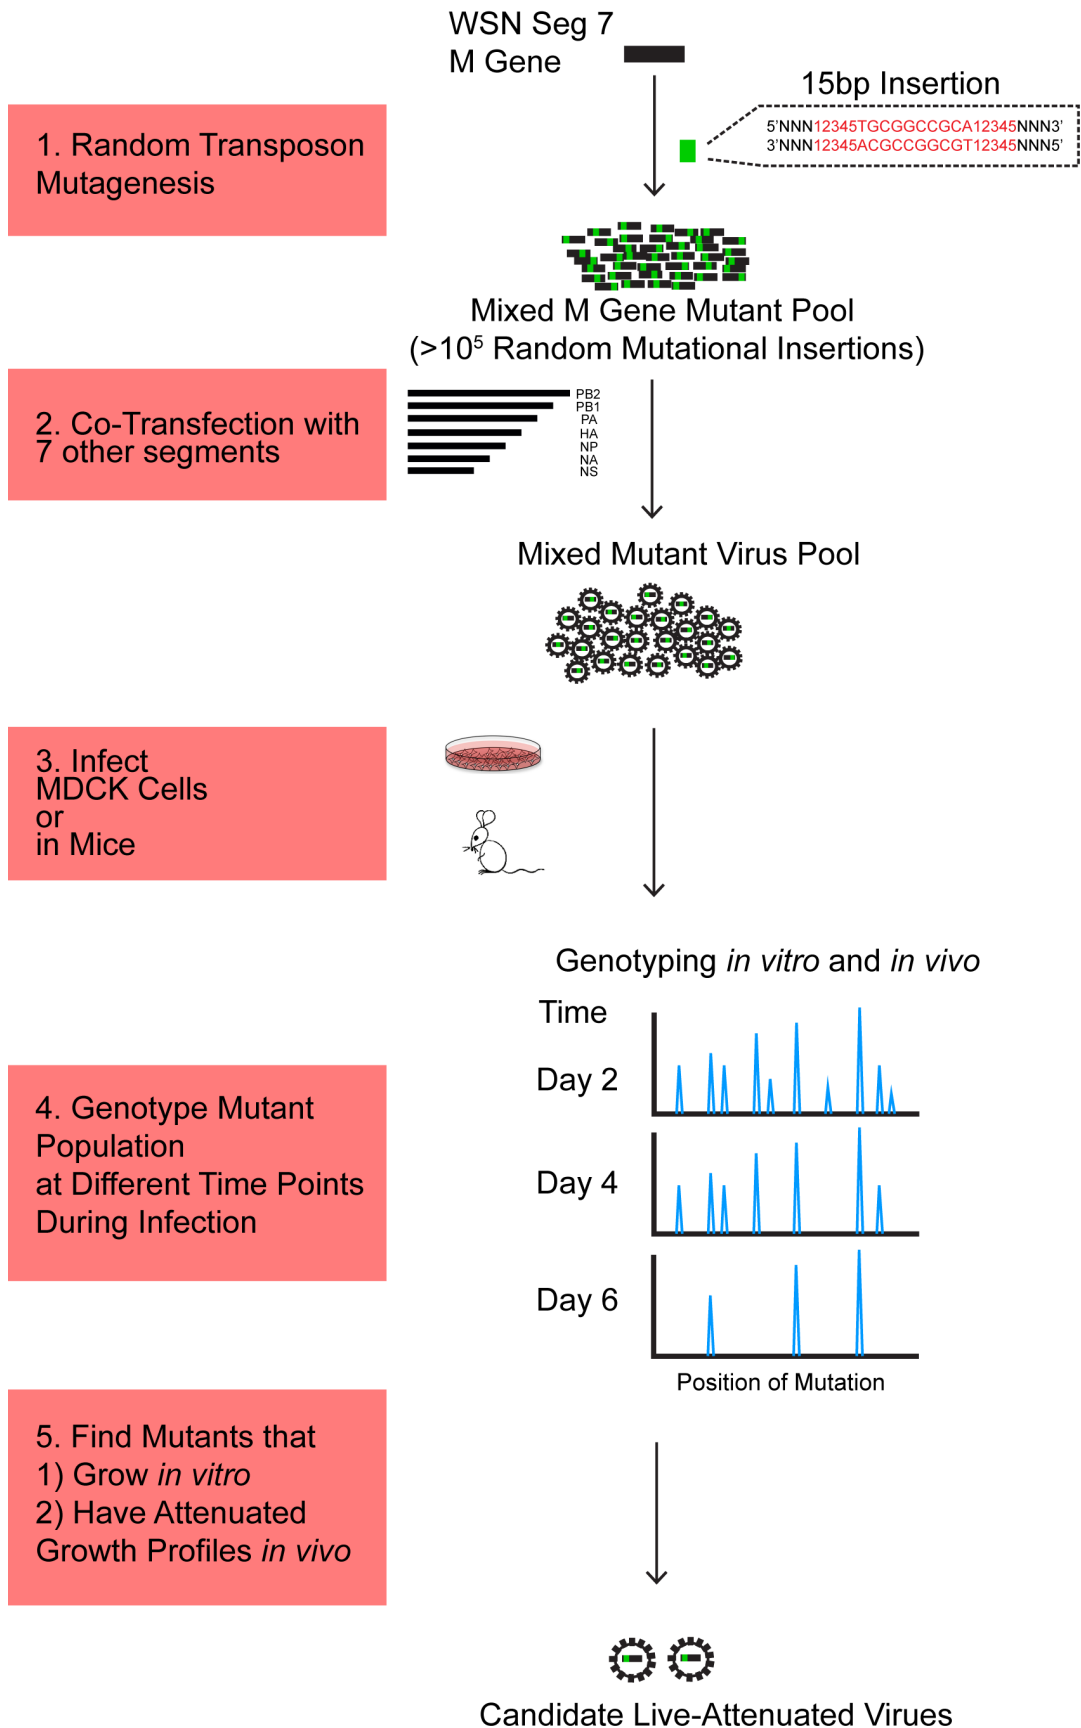 WSN Seg 7
M Gene
15bp Insertion
5’NNN12345TGCGGCCGCA12345NNN3’
3’NNN12345ACGCCGGCGT12345NNN5’
1. Random Transposon
Mutagenesis
Mixed M Gene Mutant Pool
(>10⁵ Random Mutational Insertions)
2. Co-Transfection with
7 other segments
PB2
PB1
PA
HA
NP
NA
NS
Mixed Mutant Virus Pool
3. Infect
MDCK Cells
or
in Mice
Genotyping in vitro and in vivo
Time
Day 2
4. Genotype Mutant
Population
at Different Time Points
During Infection
Day 4
Day 6
Position of Mutation
5. Find Mutants that
1) Grow in vitro
2) Have Attenuated
Growth Profiles in vivo
Candidate Live-Attenuated Virues